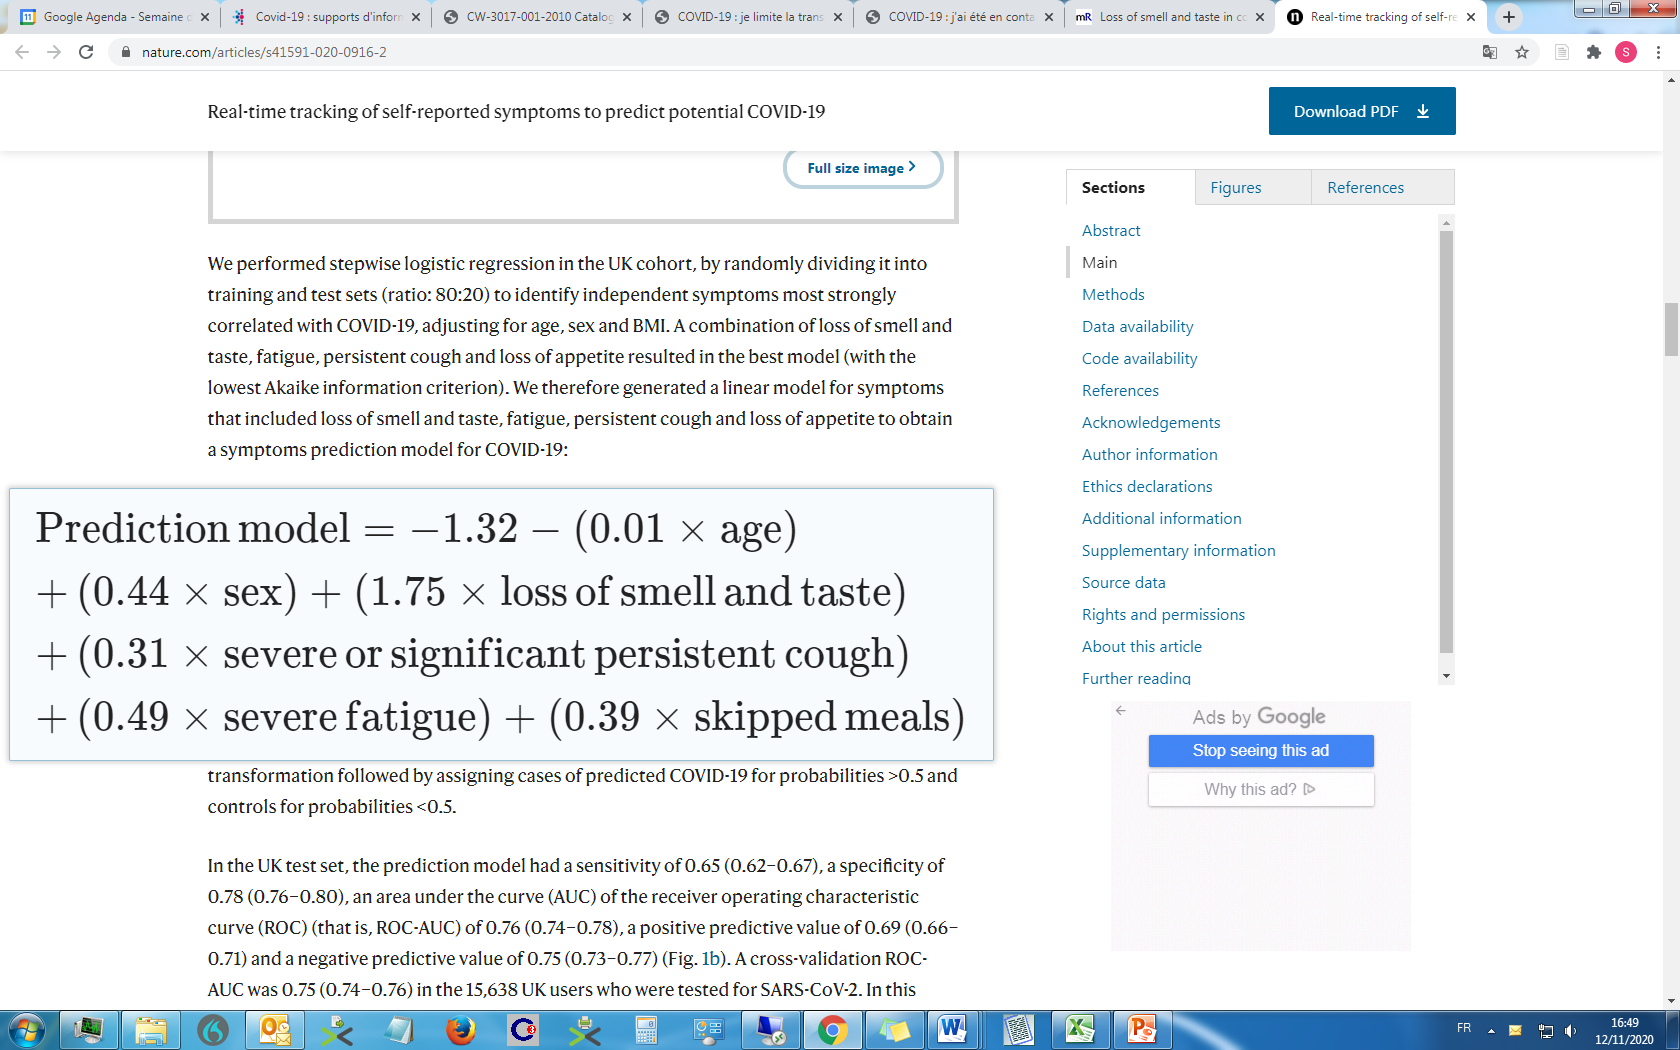 Google Agenda - Semaine d
Covid-19 : supports d'inform
CW-3017-001-2010 Catalog
COVID-19 : je limite la trans
COVID-19 : j'ai été en conta
mR Loss of smell and taste in co
n Real-time tracking of self-re
nature.com/articles/s41591-020-0916-2
S
Real-time tracking of self-reported symptoms to predict potential COVID-19
Download PDF
Full size image
We performed stepwise logistic regression in the UK cohort, by randomly dividing it into
training and test sets (ratio: 80:20) to identify independent symptoms most strongly
correlated with COVID-19, adjusting for age, sex and BMI. A combination of loss of smell and
taste, fatigue, persistent cough and loss of appetite resulted in the best model (with the
lowest Akaike information criterion). We therefore generated a linear model for symptoms
that included loss of smell and taste, fatigue, persistent cough and loss of appetite to obtain
a symptoms prediction model for COVID-19:
Prediction model = −1.32 − (0.01 × age)
+ (0.44 × sex) + (1.75 × loss of smell and taste)
+ (0.31 × severe or significant persistent cough)
+ (0.49 × severe fatigue) + (0.39 × skipped meals)
transformation followed by assigning cases of predicted COVID-19 for probabilities >0.5 and
controls for probabilities <0.5.
In the UK test set, the prediction model had a sensitivity of 0.65 (0.62–0.67), a specificity of
0.78 (0.76–0.80), an area under the curve (AUC) of the receiver operating characteristic
curve (ROC) (that is, ROC-AUC) of 0.76 (0.74–0.78), a positive predictive value of 0.69 (0.66–
0.71) and a negative predictive value of 0.75 (0.73–0.77) (Fig. 1b). A cross-validation ROC-
AUC was 0.75 (0.74–0.76) in the 15,638 UK users who were tested for SARS-CoV-2. In this
Sections
Figures
References
Abstract
Main
Methods
Data availability
Code availability
References
Acknowledgements
Author information
Ethics declarations
Additional information
Supplementary information
Source data
Rights and permissions
About this article
Further reading
Ads by Google
Stop seeing this ad
Why this ad?
FR
16:49
12/11/2020